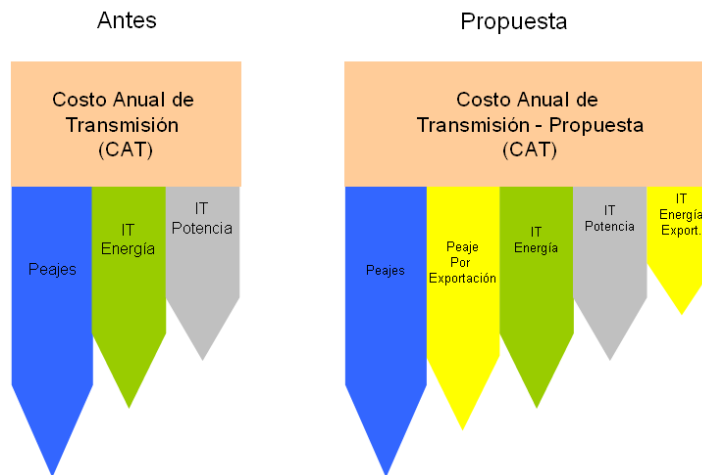 Antes
Propuesta
Costo Anual de
Transmisión
(CAT)
Costo Anual de
Transmisión - Propuesta
(CAT)
Peajes
IT
Energía
IT
Potencia
Peajes
Peaje
Por
Exportación
IT
Energía
IT
Potencia
IT
Energía
Export.